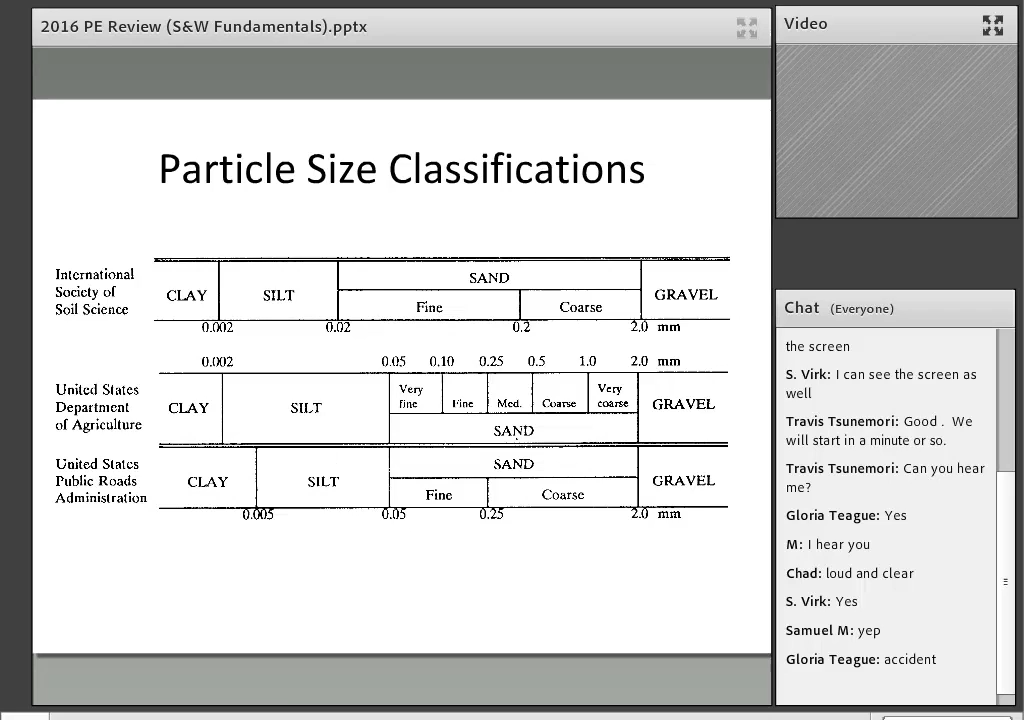 2016 PE Review (S&W Fundamentals).pptx
Particle Size Classifications
International
Society of
Soil Science
CLAY SILT SAND GRAVEL
Fine Coarse
0.002 0.02 0.2 2.0 mm
0.002 0.05 0.10 0.25 0.5 1.0 2.0 mm
United States
Department
of Agriculture
CLAY SILT GRAVEL
Very fine Fine Med. Coarse Very coarse
SAND
United States
Public Roads
Administration
CLAY SILT SAND GRAVEL
Fine Coarse
0.005 0.05 0.25 2.0 mm
Video
Chat (Everyone)
the screen
S. Virk: I can see the screen as
well
Travis Tsunemori: Good . We
will start in a minute or so.
Travis Tsunemori: Can you hear
me?
Gloria Teague: Yes
M: I hear you
Chad: loud and clear
S. Virk: Yes
Samuel M: yep
Gloria Teague: accident